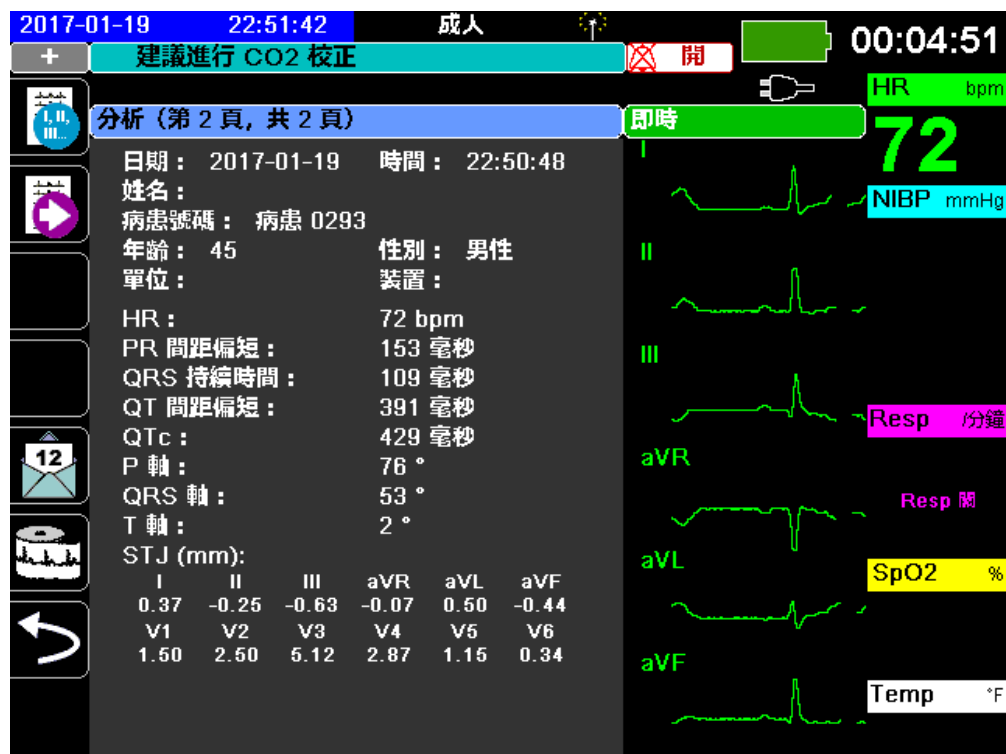 2017-01-19 22:51:42 成人
00:04:51
+ 建議進行 CO2 校正 開
I, II, III...
分析（第 2 頁，共 2 頁）
日期： 2017-01-19 時間： 22:50:48
姓名：
病患號碼： 病患 0293
年齡： 45 性別： 男性
單位： 裝置：
HR： 72 bpm
PR 間距偏短： 153 毫秒
QRS 持續時間： 109 毫秒
QT 間距偏短： 391 毫秒
QTc： 429 毫秒
P 軸： 76 °
QRS 軸： 53 °
T 軸： 2 °
STJ (mm):
I II III aVR aVL aVF
0.37 -0.25 -0.63 -0.07 0.50 -0.44
V1 V2 V3 V4 V5 V6
1.50 2.50 5.12 2.87 1.15 0.34
12
即時
I
II
III
aVR
aVL
aVF
HR bpm
72
NIBP mmHg
Resp /分鐘
Resp 關
SpO2 %
Temp °F